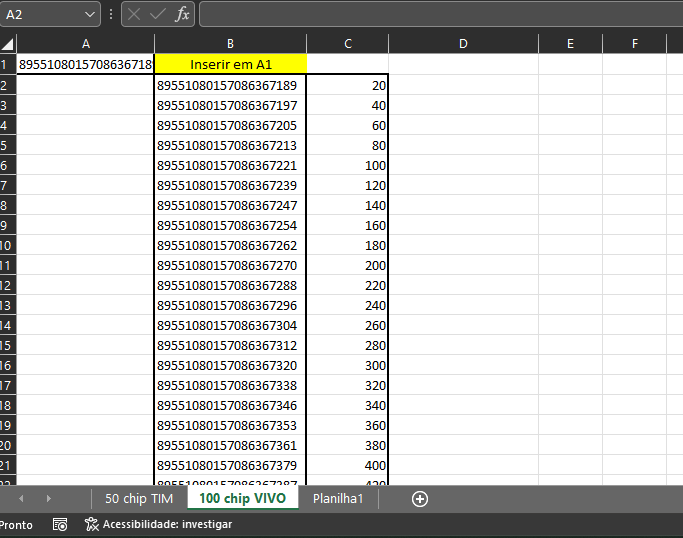 A2
fx
A B C D E F
1 8955108015708636718 Inserir em A1
2 89551080157086367189 20
3 89551080157086367197 40
4 89551080157086367205 60
5 89551080157086367213 80
6 89551080157086367221 100
7 89551080157086367239 120
8 89551080157086367247 140
9 89551080157086367254 160
10 89551080157086367262 180
11 89551080157086367270 200
12 89551080157086367288 220
13 89551080157086367296 240
14 89551080157086367304 260
15 89551080157086367312 280
16 89551080157086367320 300
17 89551080157086367338 320
18 89551080157086367346 340
19 89551080157086367353 360
20 89551080157086367361 380
21 89551080157086367379 400
22 89551080157086367387 420
50 chip TIM 100 chip VIVO Planilha1
Pronto Acessibilidade: investigar